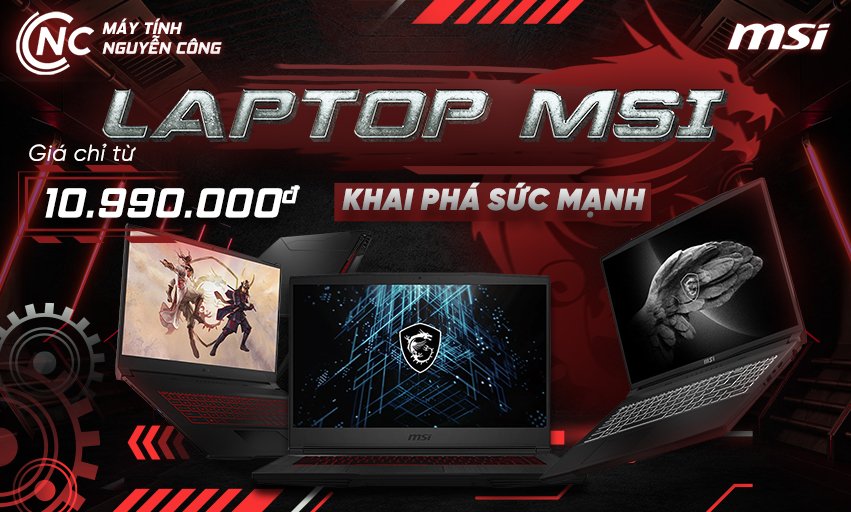 NC MÁY TÍNH
NGUYỄN CÔNG
msi
LAPTOP MSI
Giá chỉ từ
10.990.000đ
KHAI PHÁ SỨC MẠNH
msi
msi